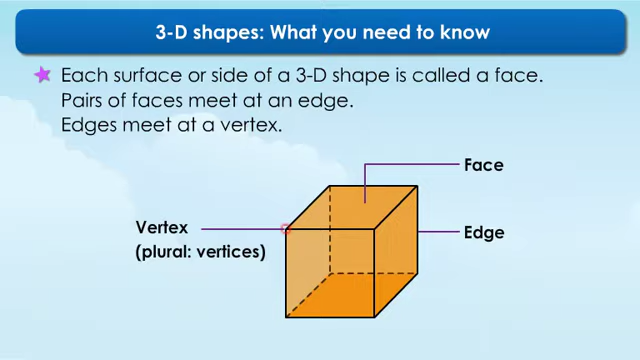 3-D shapes: What you need to know
Each surface or side of a 3-D shape is called a face.
Pairs of faces meet at an edge.
Edges meet at a vertex.
Face
Vertex
(plural: vertices)
Edge